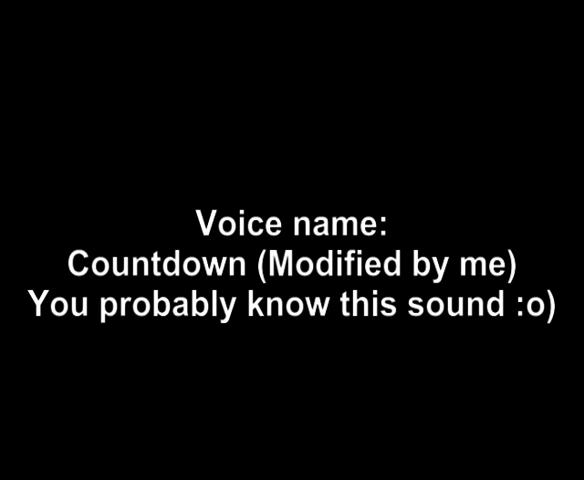 Voice name:
Countdown (Modified by me)
You probably know this sound :o)